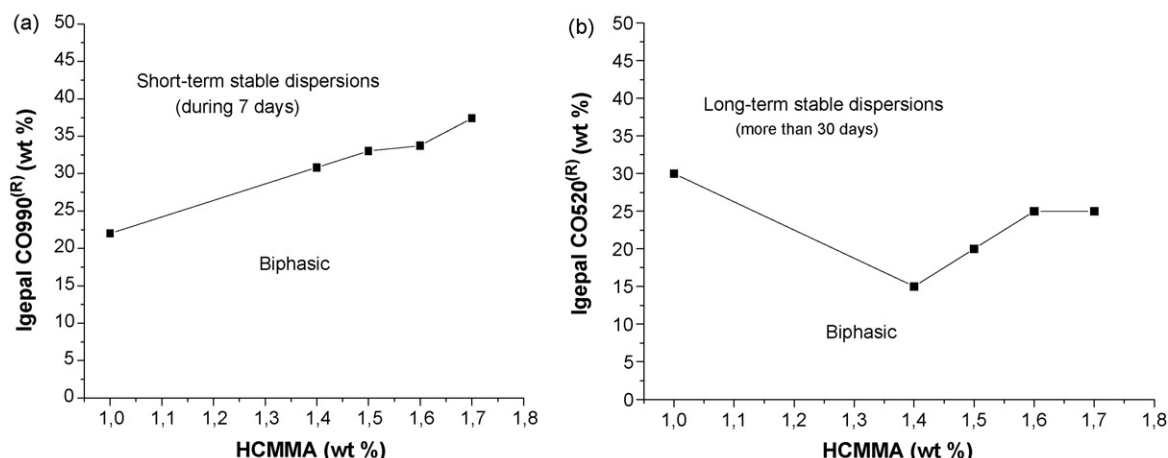 (a)
50
45
40
35
30
25
20
15
10
5
0
Igepal CO990(R) (wt %)
Short-term stable dispersions
(during 7 days)
Biphasic
1,0 1,1 1,2 1,3 1,4 1,5 1,6 1,7 1,8
HCMMA (wt %)
(b)
50
45
40
35
30
25
20
15
10
5
0
Igepal CO520(R) (wt %)
Long-term stable dispersions
(more than 30 days)
Biphasic
1,0 1,1 1,2 1,3 1,4 1,5 1,6 1,7 1,8
HCMMA (wt %)